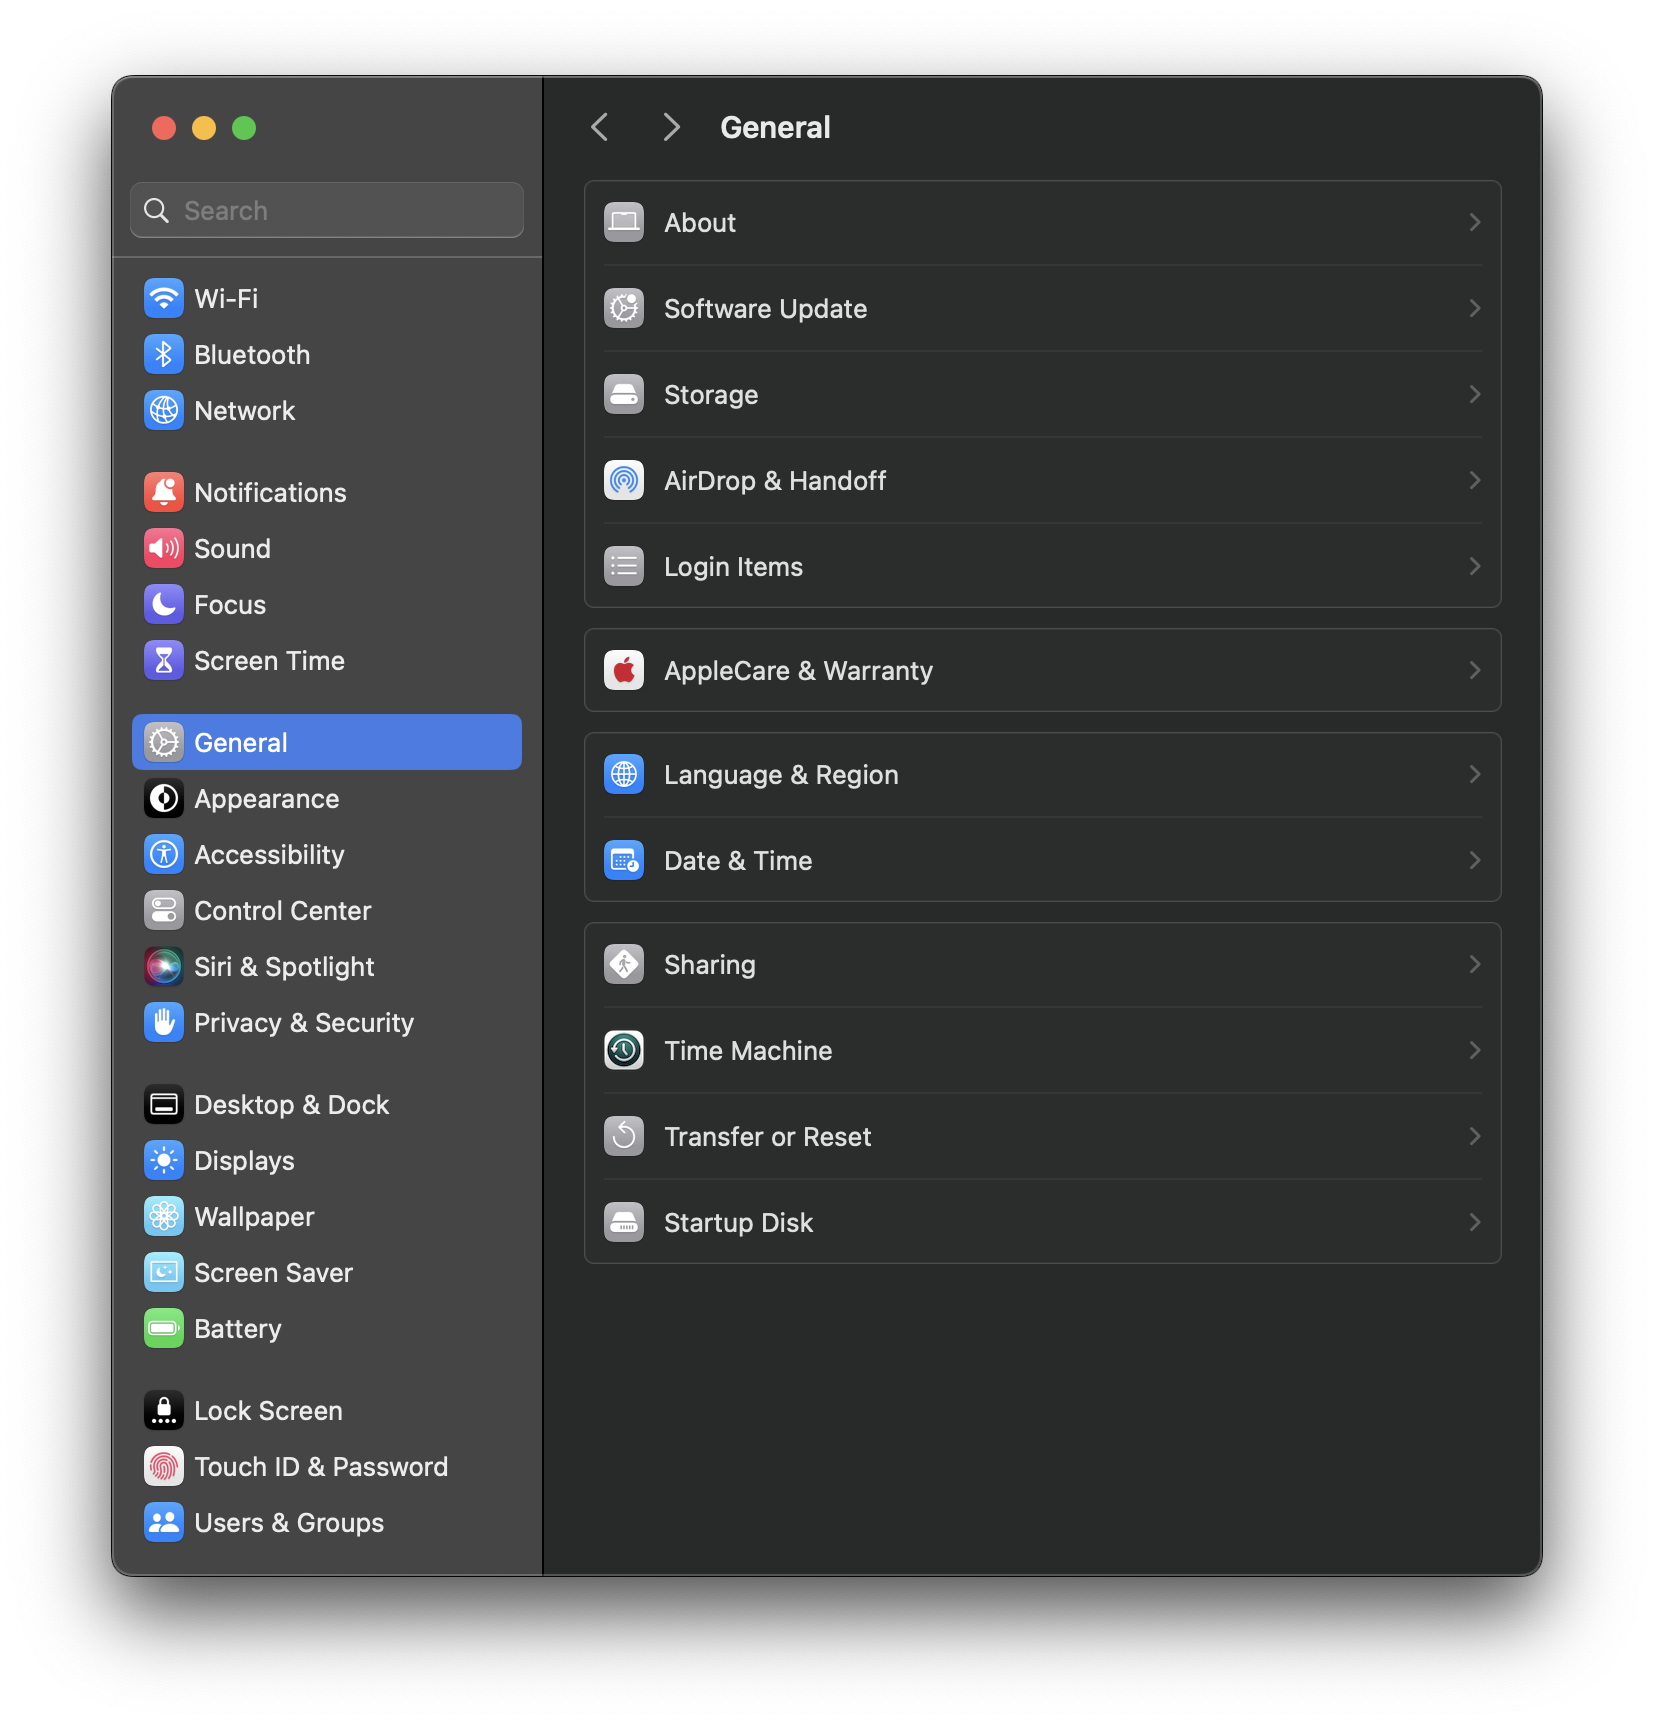 Search
Wi-Fi
Bluetooth
Network
Notifications
Sound
Focus
Screen Time
General
Appearance
Accessibility
Control Center
Siri & Spotlight
Privacy & Security
Desktop & Dock
Displays
Wallpaper
Screen Saver
Battery
Lock Screen
Touch ID & Password
Users & Groups
General
About
Software Update
Storage
AirDrop & Handoff
Login Items
AppleCare & Warranty
Language & Region
Date & Time
Sharing
Time Machine
Transfer or Reset
Startup Disk